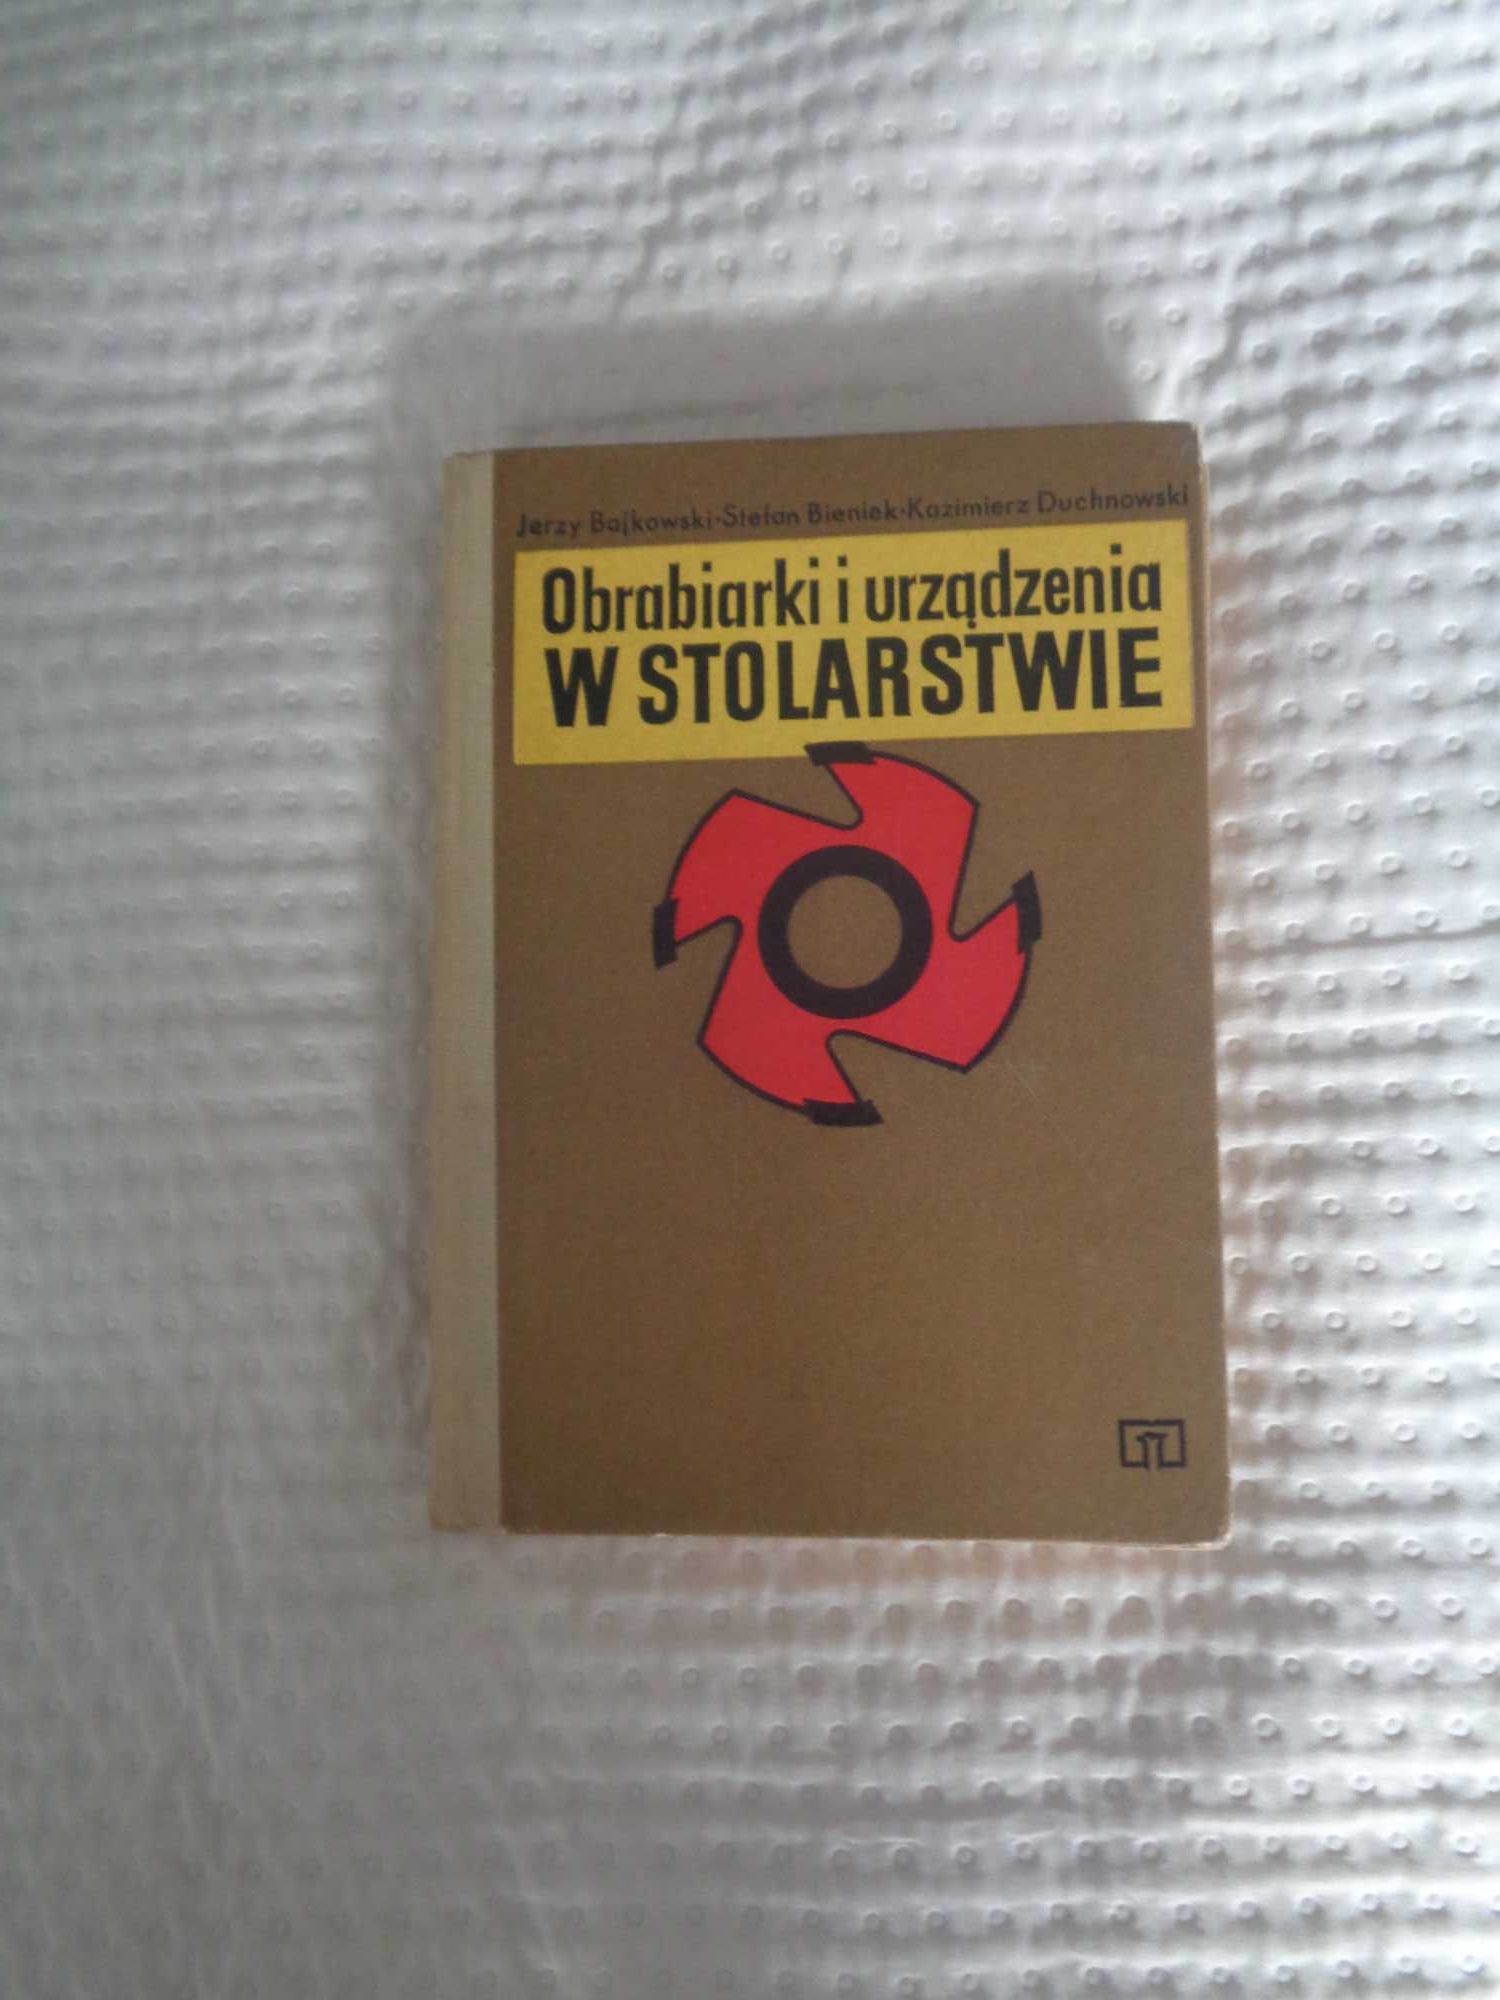 Jerzy Bajkowski·Stefan Bieniek·Kazimierz Duchnowski
Obrabiarki i urządzenia
W STOLARSTWIE